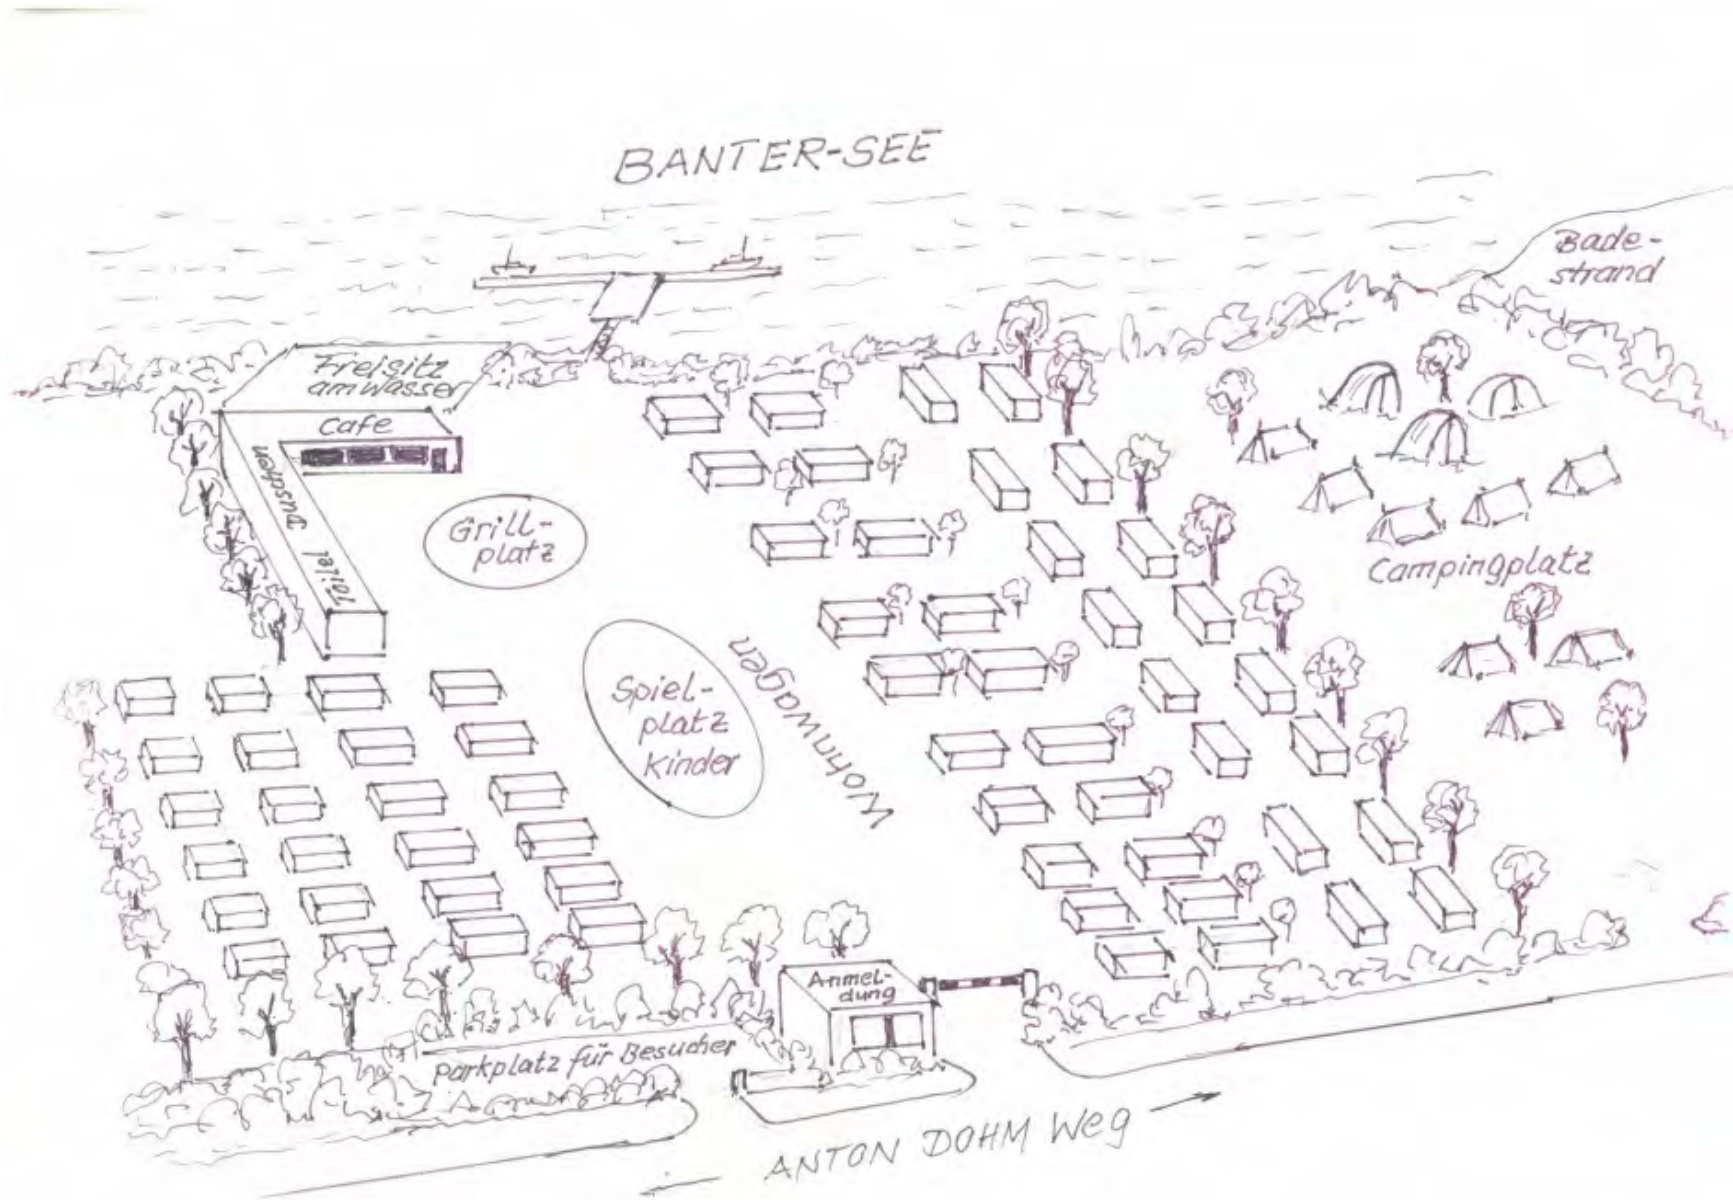 BANTER-SEE
Bade-
strand
Freisitz
am Wasser
Cafe
Duschen
Toilet
Grill-
platz
Campingplatz
Spiel-
platz
Kinder
Wohnwagen
Anmel-
dung
Parkplatz für Besucher
ANTON DOHM Weg